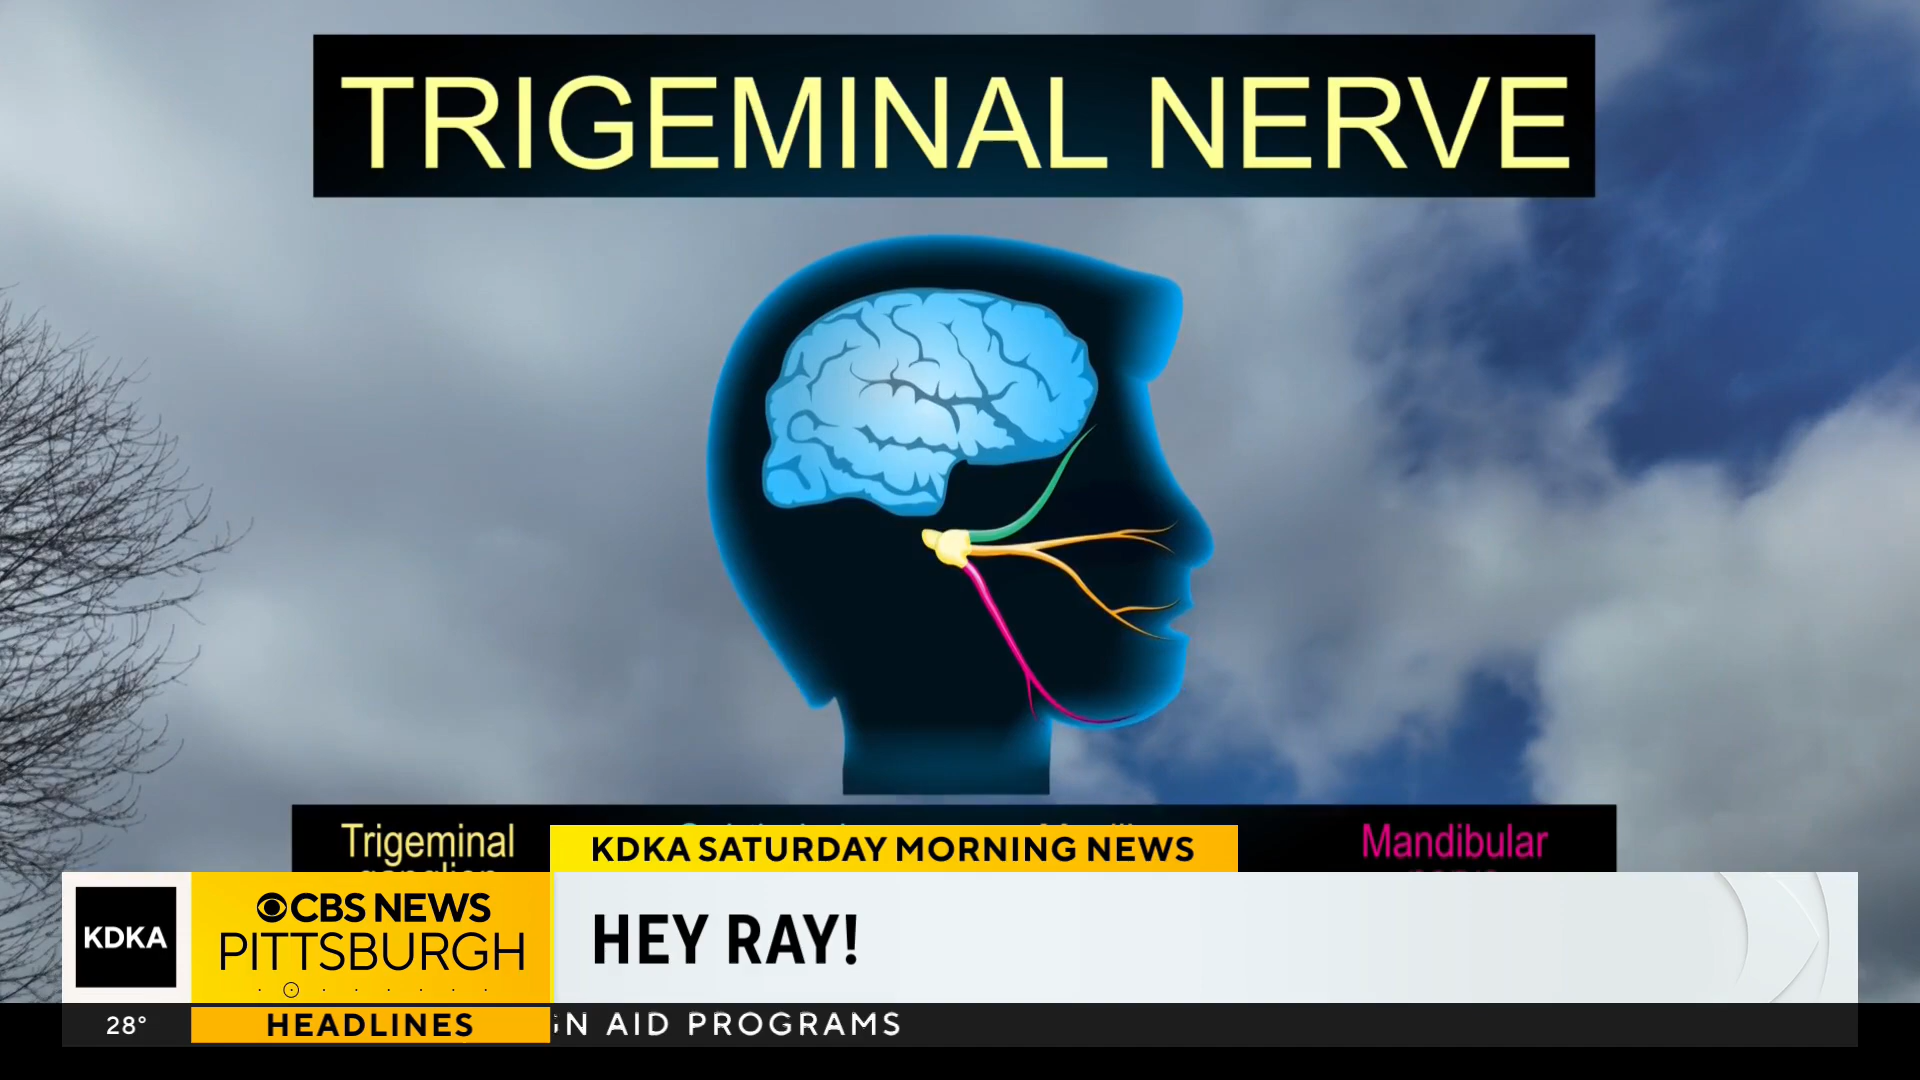 TRIGEMINAL NERVE
Trigeminal
Mandibular
KDKA SATURDAY MORNING NEWS
KDKA
CBS NEWS
PITTSBURGH
HEY RAY!
28°
HEADLINES
AID PROGRAMS